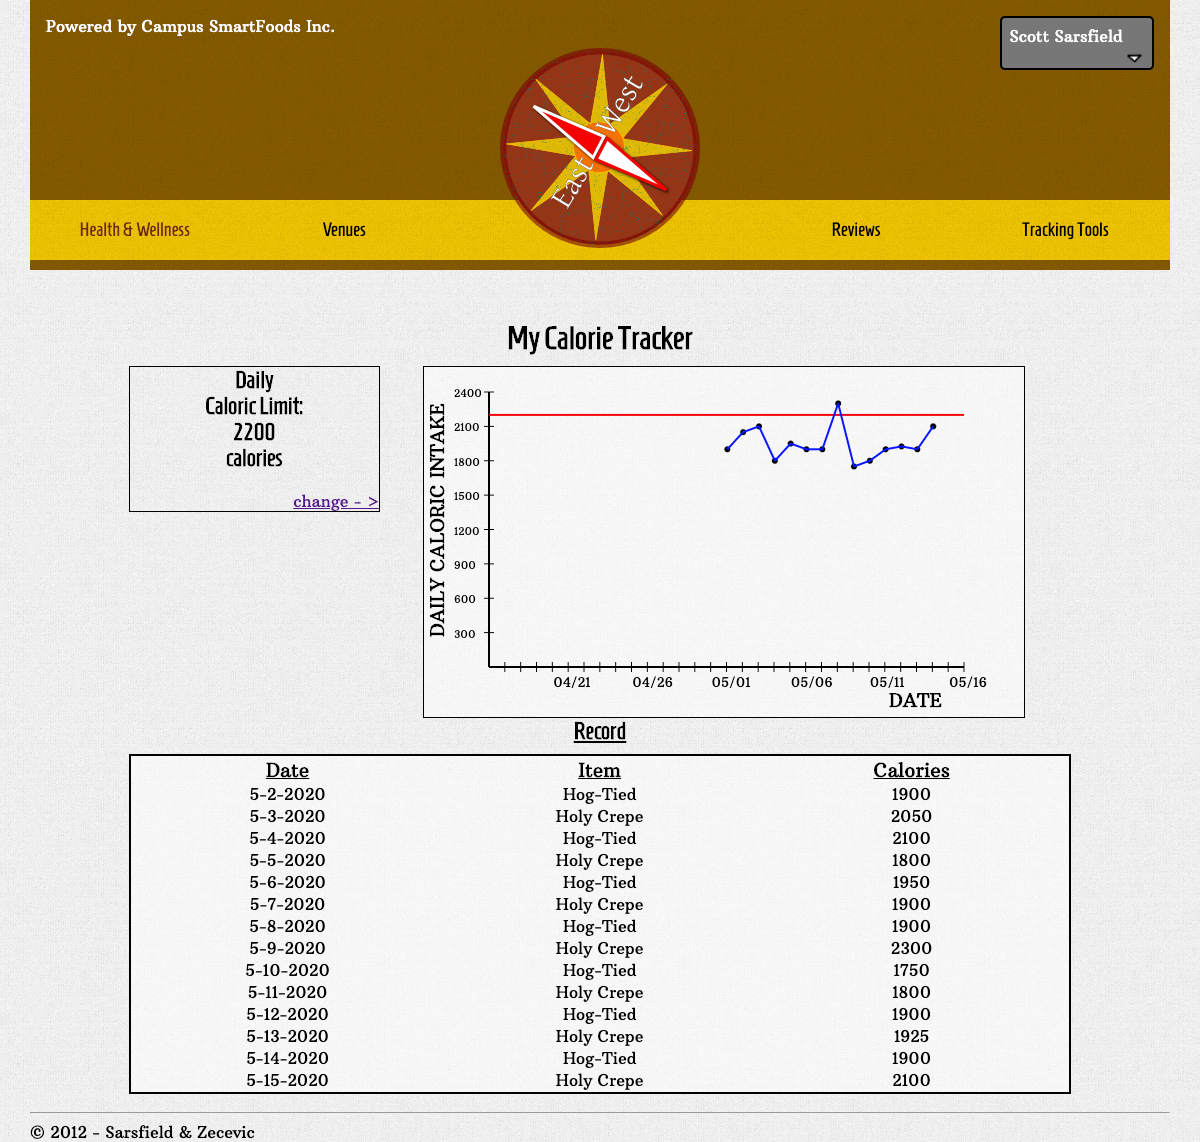 Powered by Campus SmartFoods Inc.
Scott Sarsfield
East West
Health & Wellness
Venues
Reviews
Tracking Tools
My Calorie Tracker
Daily
Caloric Limit:
2200
calories
change - >
DAILY CALORIC INTAKE
2400
2100
1800
1500
1200
900
600
300
04/21 04/26 05/01 05/06 05/11 05/16
DATE
Record
Date Item Calories
5-2-2020 Hog-Tied 1900
5-3-2020 Holy Crepe 2050
5-4-2020 Hog-Tied 2100
5-5-2020 Holy Crepe 1800
5-6-2020 Hog-Tied 1950
5-7-2020 Holy Crepe 1900
5-8-2020 Hog-Tied 1900
5-9-2020 Holy Crepe 2300
5-10-2020 Hog-Tied 1750
5-11-2020 Holy Crepe 1800
5-12-2020 Hog-Tied 1900
5-13-2020 Holy Crepe 1925
5-14-2020 Hog-Tied 1900
5-15-2020 Holy Crepe 2100
© 2012 - Sarsfield & Zecevic